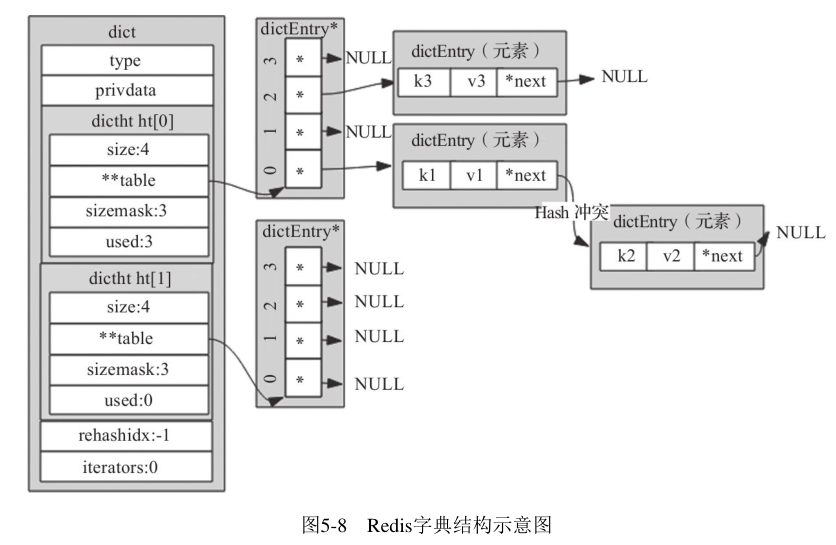 dict
type
privdata
dictht ht[0]
size:4
**table
sizemask:3
used:3
dictht ht[1]
size:4
**table
sizemask:3
used:0
rehashidx:-1
iterators:0
dictEntry*
3 * NULL
2 *
1 * NULL
0 *
dictEntry（元素）
k3 v3 *next NULL
dictEntry（元素）
k1 v1 *next
Hash 冲突
dictEntry（元素）
k2 v2 *next NULL
dictEntry*
3 * NULL
2 * NULL
1 * NULL
0 * NULL
图5-8 Redis字典结构示意图